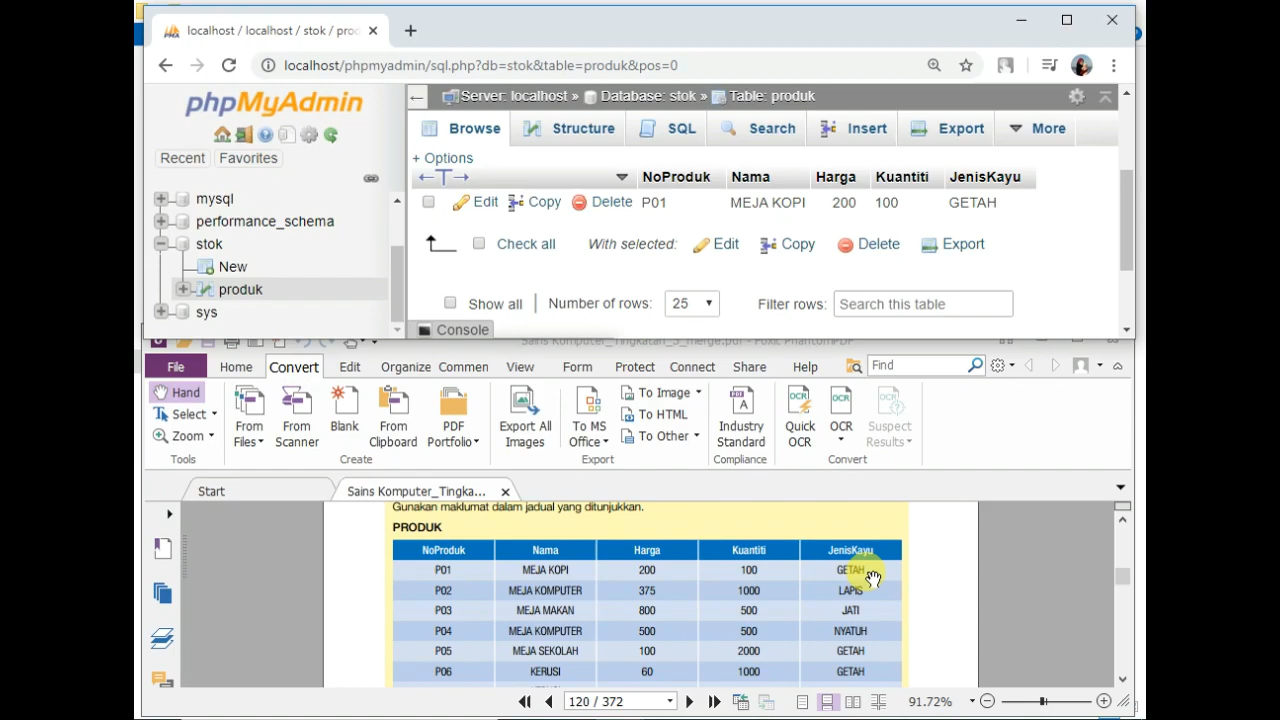 localhost / localhost / stok / proc
localhost/phpmyadmin/sql.php?db=stok&table=produk&pos=0
phpMyAdmin
Recent Favorites
mysql
performance_schema
stok
New
produk
sys
Server: localhost » Database: stok » Table: produk
Browse Structure SQL Search Insert Export More
+ Options
NoProduk Nama Harga Kuantiti JenisKayu
Edit Copy Delete P01 MEJA KOPI 200 100 GETAH
Check all With selected: Edit Copy Delete Export
Show all Number of rows: 25 Filter rows: Search this table
Console
Sains Komputer_Tingkatan_5_merge.pdf - Foxit PhantomPDF
File Home Convert Edit Organize Commen View Form Protect Connect Share Help Find
Hand
Select
Zoom
Tools
From Files
From Scanner
Blank
From Clipboard
PDF Portfolio
Create
Export All Images
To MS Office
To Image
To HTML
To Other
Export
Industry Standard
Compliance
Quick OCR
OCR
Suspect Results
Convert
Start Sains Komputer_Tingka...
Gunakan maklumat dalam jadual yang ditunjukkan.
PRODUK
NoProduk Nama Harga Kuantiti JenisKayu
P01 MEJA KOPI 200 100 GETAH
P02 MEJA KOMPUTER 375 1000 LAPIS
P03 MEJA MAKAN 800 500 JATI
P04 MEJA KOMPUTER 500 500 NYATUH
P05 MEJA SEKOLAH 100 2000 GETAH
P06 KERUSI 60 1000 GETAH
120 / 372 91.72%